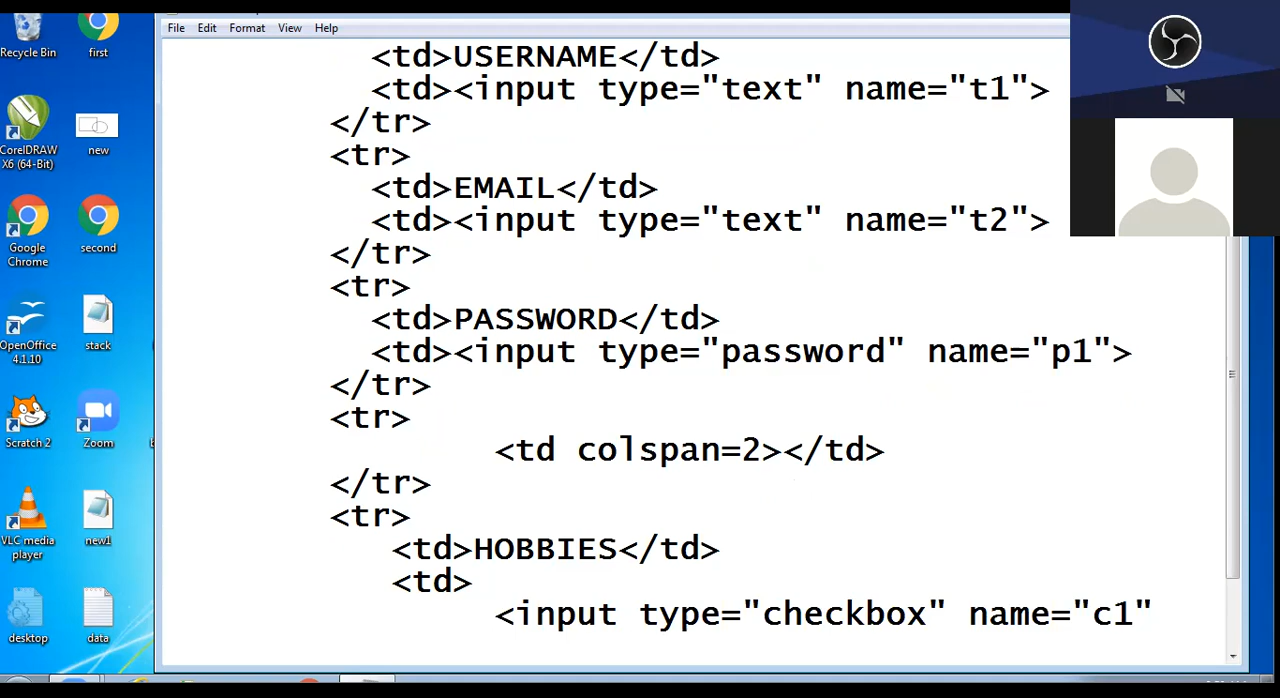 File Edit Format View Help
Recycle Bin
first
CorelDRAW X6 (64-Bit)
new
Google Chrome
second
OpenOffice 4.1.10
stack
Scratch 2
Zoom
VLC media player
new1
desktop
data
<td>USERNAME</td>
<td><input type="text" name="t1">
</tr>
<tr>
<td>EMAIL</td>
<td><input type="text" name="t2">
</tr>
<tr>
<td>PASSWORD</td>
<td><input type="password" name="p1">
</tr>
<tr>
<td colspan=2></td>
</tr>
<tr>
<td>HOBBIES</td>
<td>
<input type="checkbox" name="c1"